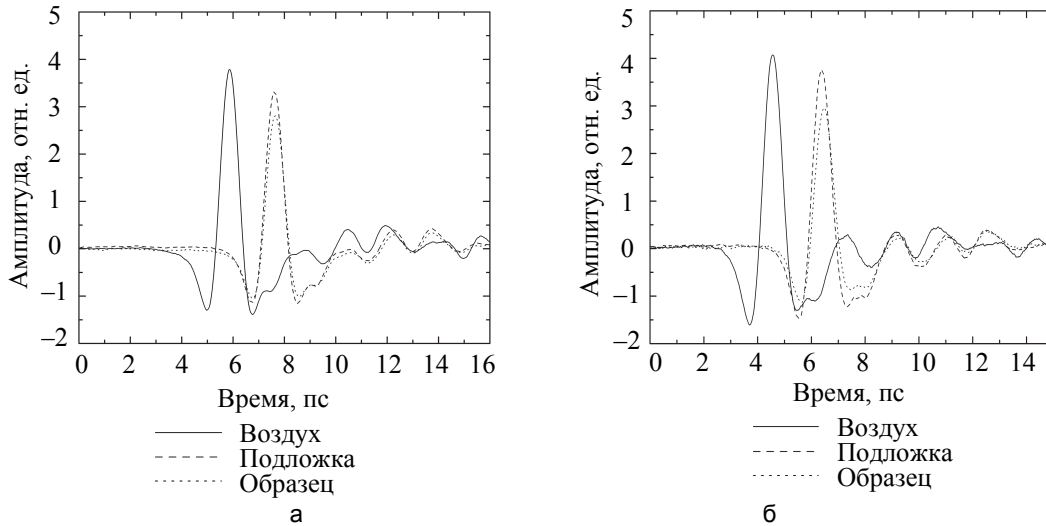 5
4
3
2
1
0
–1
–2
Амплитуда, отн. ед.
0 2 4 6 8 10 12 14 16
Время, пс
Воздух
Подложка
Образец
а
5
4
3
2
1
0
–1
–2
Амплитуда, отн. ед.
0 2 4 6 8 10 12 14
Время, пс
Воздух
Подложка
Образец
б